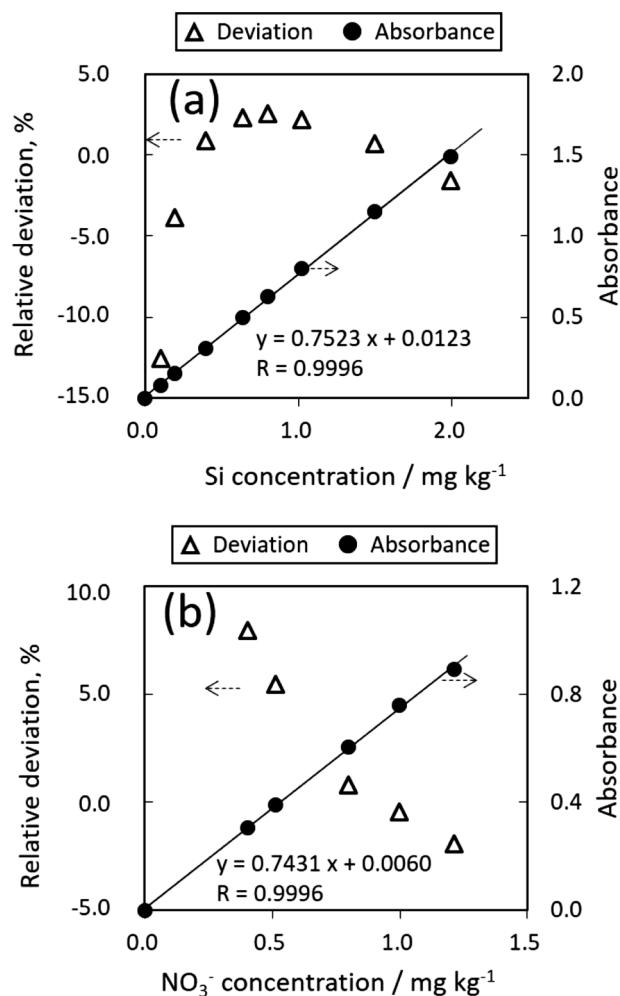 Deviation Absorbance
(a)
5.0
0.0
-5.0
-10.0
-15.0
Relative deviation, %
2.0
1.5
1.0
0.5
0.0
Absorbance
y = 0.7523 x + 0.0123
R = 0.9996
0.0 1.0 2.0
Si concentration / mg kg⁻¹
Deviation Absorbance
(b)
10.0
5.0
0.0
-5.0
Relative deviation, %
1.2
0.8
0.4
0.0
Absorbance
y = 0.7431 x + 0.0060
R = 0.9996
0.0 0.5 1.0 1.5
NO₃⁻ concentration / mg kg⁻¹